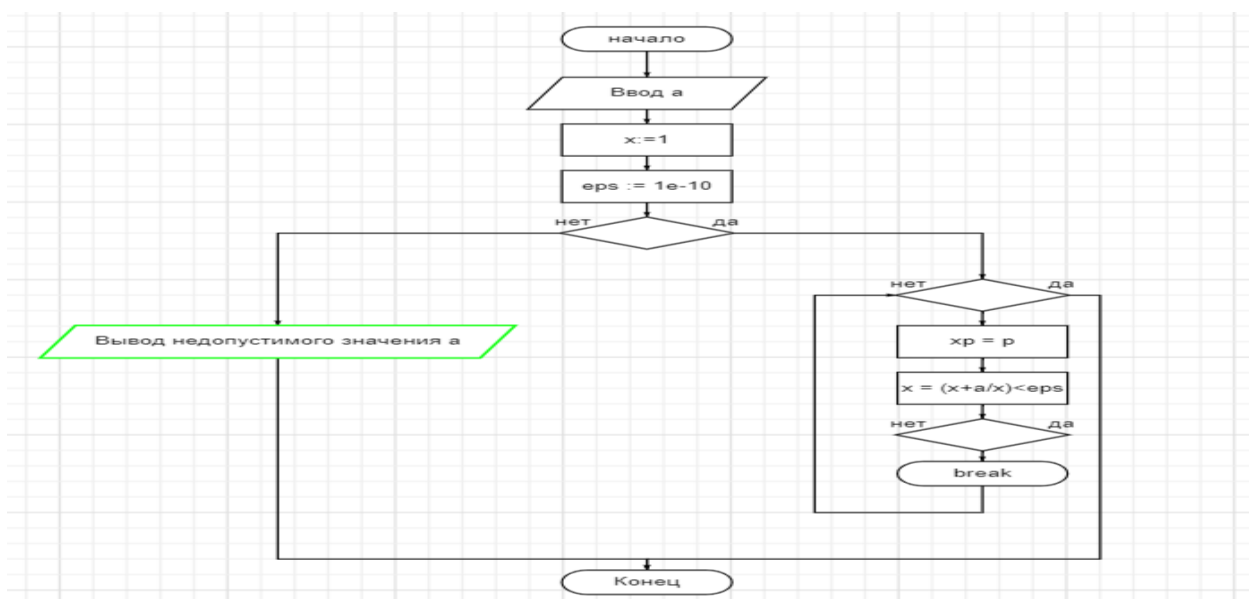 начало
Ввод a
x:=1
eps := 1e-10
нет
да
нет
да
Вывод недопустимого значения a
xp = p
x = (x+a/x)<eps
нет
да
break
Конец